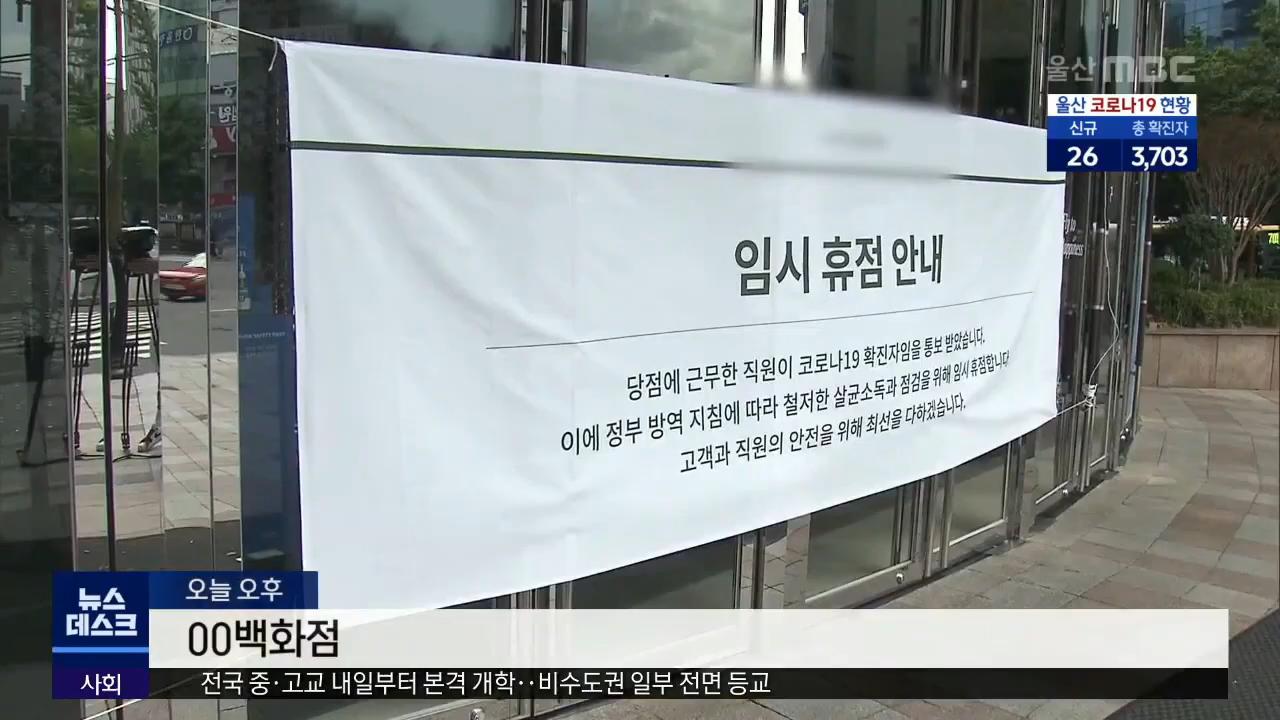 울산 MBC
울산 코로나19 현황
신규 총 확진자
26 3,703
임시 휴점 안내
당점에 근무한 직원이 코로나19 확진자임을 통보 받았습니다.
이에 정부 방역 지침에 따라 철저한 살균소독과 점검을 위해 임시 휴점합니다
고객과 직원의 안전을 위해 최선을 다하겠습니다.
뉴스
데스크
오늘 오후
00백화점
사회
전국 중·고교 내일부터 본격 개학‥비수도권 일부 전면 등교